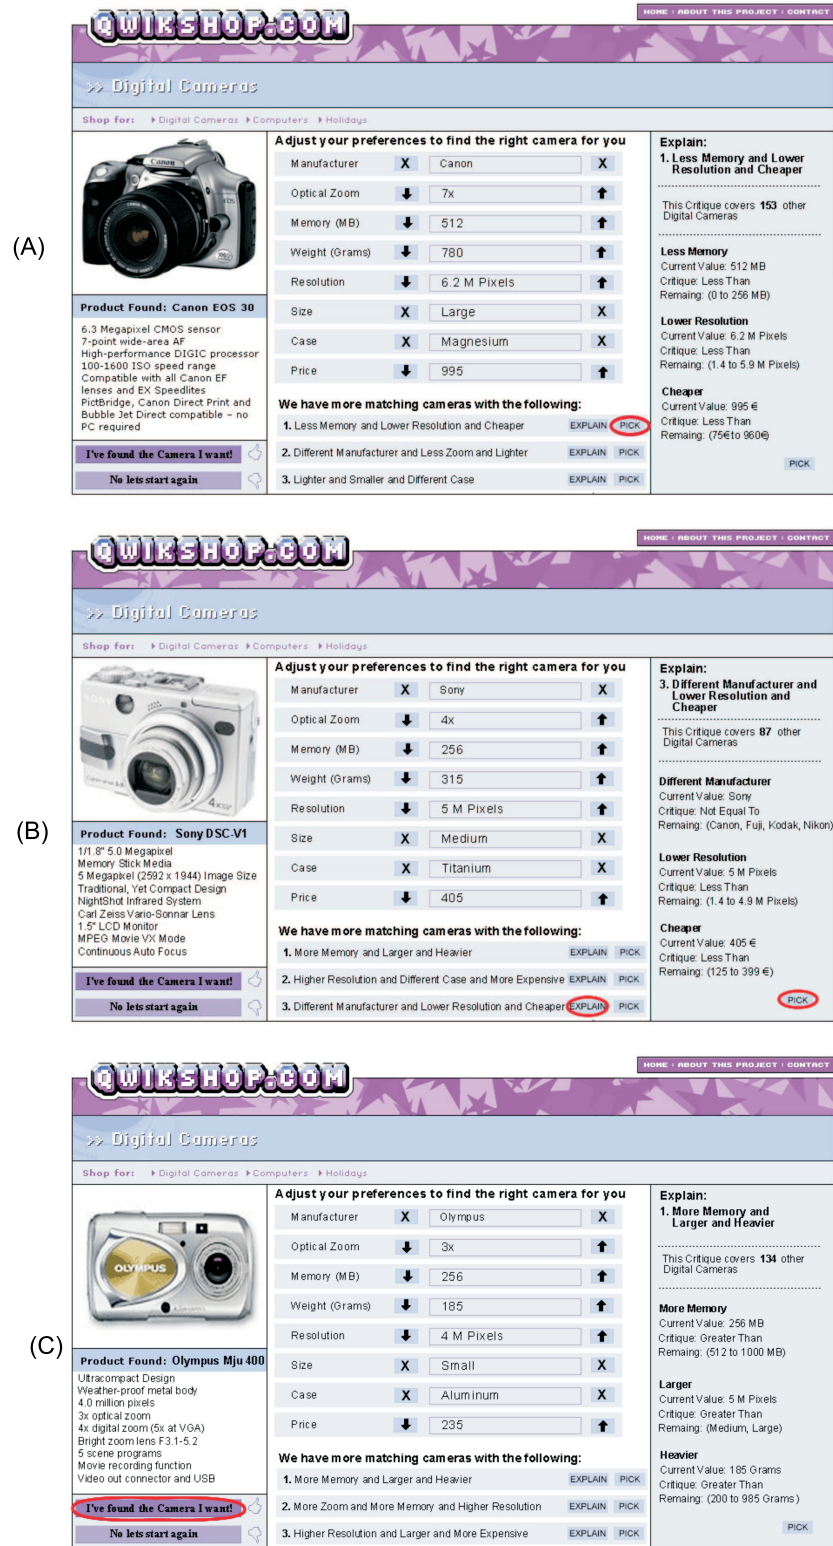 (A)
QWIKSHOP.COM
HOME : ABOUT THIS PROJECT : CONTACT
>> Digital Cameras
Shop for: Digital Cameras Computers Holidays
Canon
EOS
Product Found: Canon EOS 30
6.3 Megapixel CMOS sensor
7-point wide-area AF
High-performance DIGIC processor
100-1600 ISO speed range
Compatible with all Canon EF
lenses and EX Speedlites
PictBridge, Canon Direct Print and
Bubble Jet Direct compatible – no
PC required
I've found the Camera I want!
No lets start again
Adjust your preferences to find the right camera for you
Manufacturer X Canon X
Optical Zoom 7x
Memory (MB) 512
Weight (Grams) 780
Resolution 6.2 M Pixels
Size X Large X
Case X Magnesium X
Price 995
We have more matching cameras with the following:
1. Less Memory and Lower Resolution and Cheaper EXPLAIN PICK
2. Different Manufacturer and Less Zoom and Lighter EXPLAIN PICK
3. Lighter and Smaller and Different Case EXPLAIN PICK
Explain:
1. Less Memory and Lower
Resolution and Cheaper
This Critique covers 153 other
Digital Cameras
Less Memory
Current Value: 512 MB
Critique: Less Than
Remaing: (0 to 256 MB)
Lower Resolution
Current Value: 6.2 M Pixels
Critique: Less Than
Remaing: (1.4 to 5.9 M Pixels)
Cheaper
Current Value: 995 €
Critique: Less Than
Remaing: (75€to 960€)
PICK
(B)
QWIKSHOP.COM
HOME : ABOUT THIS PROJECT : CONTACT
>> Digital Cameras
Shop for: Digital Cameras Computers Holidays
SONY
4x
Product Found: Sony DSC-V1
1/1.8" 5.0 Megapixel
Memory Stick Media
5 Megapixel (2592 x 1944) Image Size
Traditional, Yet Compact Design
NightShot Infrared System
Carl Zeiss Vario-Sonnar Lens
1.5" LCD Monitor
MPEG Movie VX Mode
Continuous Auto Focus
I've found the Camera I want!
No lets start again
Adjust your preferences to find the right camera for you
Manufacturer X Sony X
Optical Zoom 4x
Memory (MB) 256
Weight (Grams) 315
Resolution 5 M Pixels
Size X Medium X
Case X Titanium X
Price 405
We have more matching cameras with the following:
1. More Memory and Larger and Heavier EXPLAIN PICK
2. Higher Resolution and Different Case and More Expensive EXPLAIN PICK
3. Different Manufacturer and Lower Resolution and Cheaper EXPLAIN PICK
Explain:
3. Different Manufacturer and
Lower Resolution and
Cheaper
This Critique covers 87 other
Digital Cameras
Different Manufacturer
Current Value: Sony
Critique: Not Equal To
Remaing: (Canon, Fuji, Kodak, Nikon)
Lower Resolution
Current Value: 5 M Pixels
Critique: Less Than
Remaing: (1.4 to 4.9 M Pixels)
Cheaper
Current Value: 405 €
Critique: Less Than
Remaing: (125 to 399 €)
PICK
(C)
QWIKSHOP.COM
HOME : ABOUT THIS PROJECT : CONTACT
>> Digital Cameras
Shop for: Digital Cameras Computers Holidays
OLYMPUS
Product Found: Olympus Mju 400
Ultracompact Design
Weather-proof metal body
4.0 million pixels
3x optical zoom
4x digital zoom (5x at VGA)
Bright zoom lens F3.1-5.2
5 scene programs
Movie recording function
Video out connector and USB
I've found the Camera I want!
No lets start again
Adjust your preferences to find the right camera for you
Manufacturer X Olympus X
Optical Zoom 3x
Memory (MB) 256
Weight (Grams) 185
Resolution 4 M Pixels
Size X Small X
Case X Aluminum X
Price 235
We have more matching cameras with the following:
1. More Memory and Larger and Heavier EXPLAIN PICK
2. More Zoom and More Memory and Higher Resolution EXPLAIN PICK
3. Higher Resolution and Larger and More Expensive EXPLAIN PICK
Explain:
1. More Memory and
Larger and Heavier
This Critique covers 134 other
Digital Cameras
More Memory
Current Value: 256 MB
Critique: Greater Than
Remaing: (512 to 1000 MB)
Larger
Current Value: 5 M Pixels
Critique: Greater Than
Remaing: (Medium, Large)
Heavier
Current Value: 185 Grams
Critique: Greater Than
Remaing: (200 to 985 Grams)
PICK